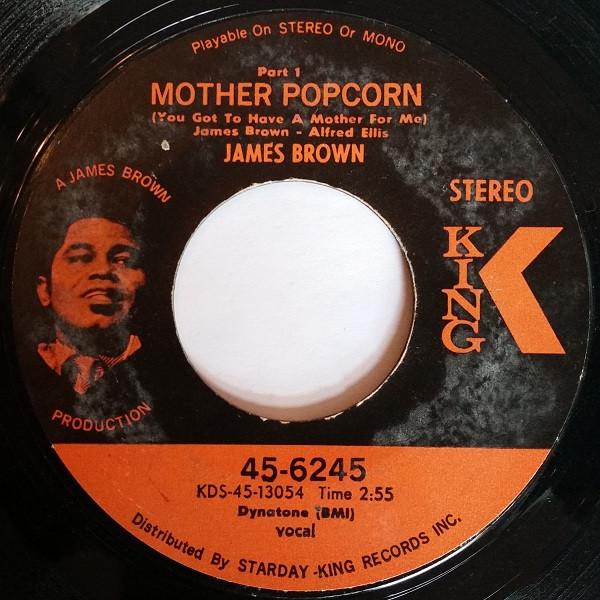 Playable On STEREO Or MONO
Part 1
MOTHER POPCORN
(You Got To Have A Mother For Me)
James Brown - Alfred Ellis
JAMES BROWN
A JAMES BROWN
PRODUCTION
STEREO
KING
K
45-6245
KDS-45-13054 Time 2:55
Dynatone (BMI)
vocal
Distributed By STARDAY-KING RECORDS INC.